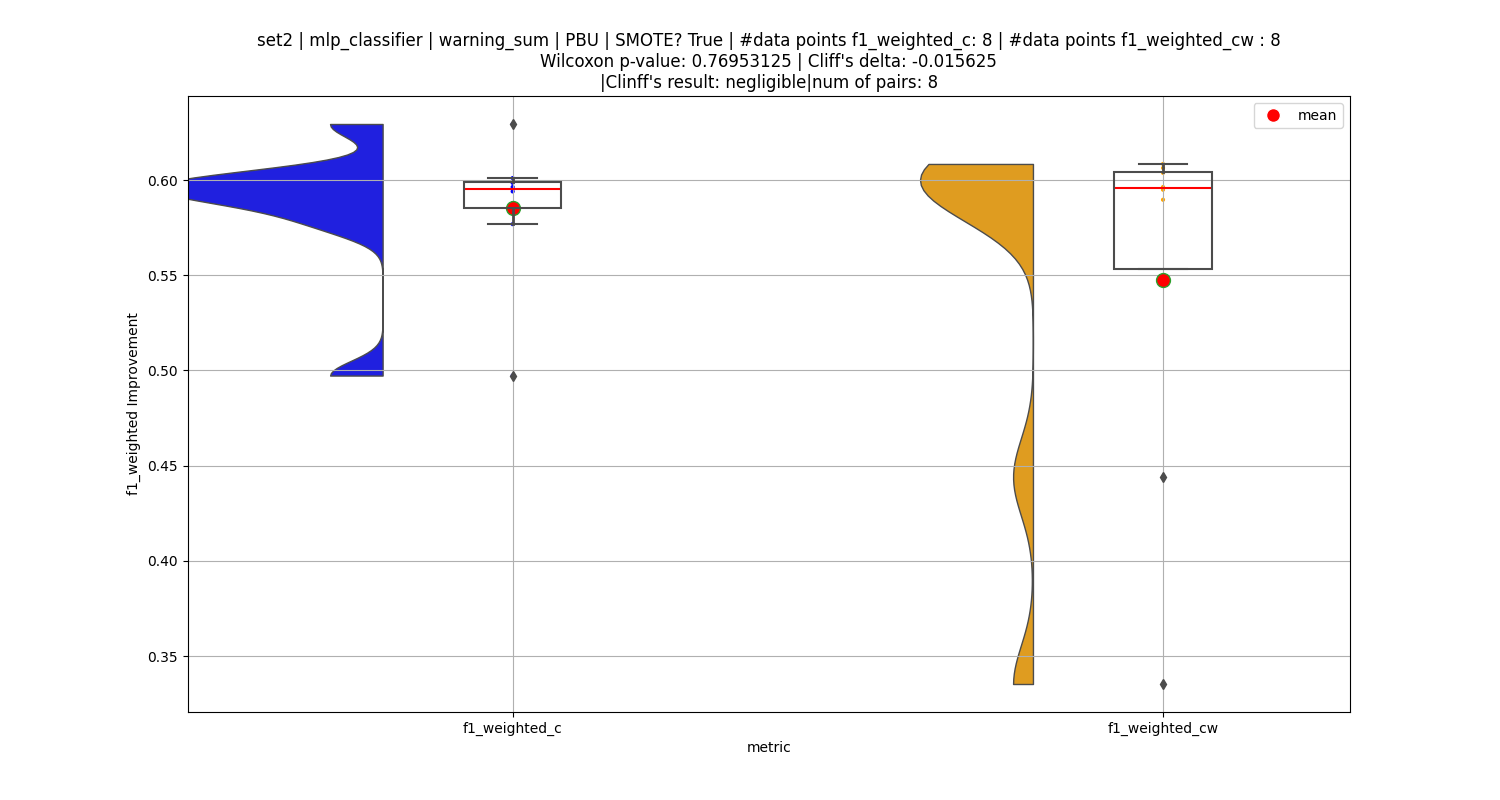 set2 | mlp_classifier | warning_sum | PBU | SMOTE? True | #data points f1_weighted_c: 8 | #data points f1_weighted_cw : 8
Wilcoxon p-value: 0.76953125 | Cliff's delta: -0.015625
|Clinff's result: negligible|num of pairs: 8
mean
0.60
0.55
0.50
0.45
0.40
0.35
f1_weighted Improvement
f1_weighted_c
f1_weighted_cw
metric